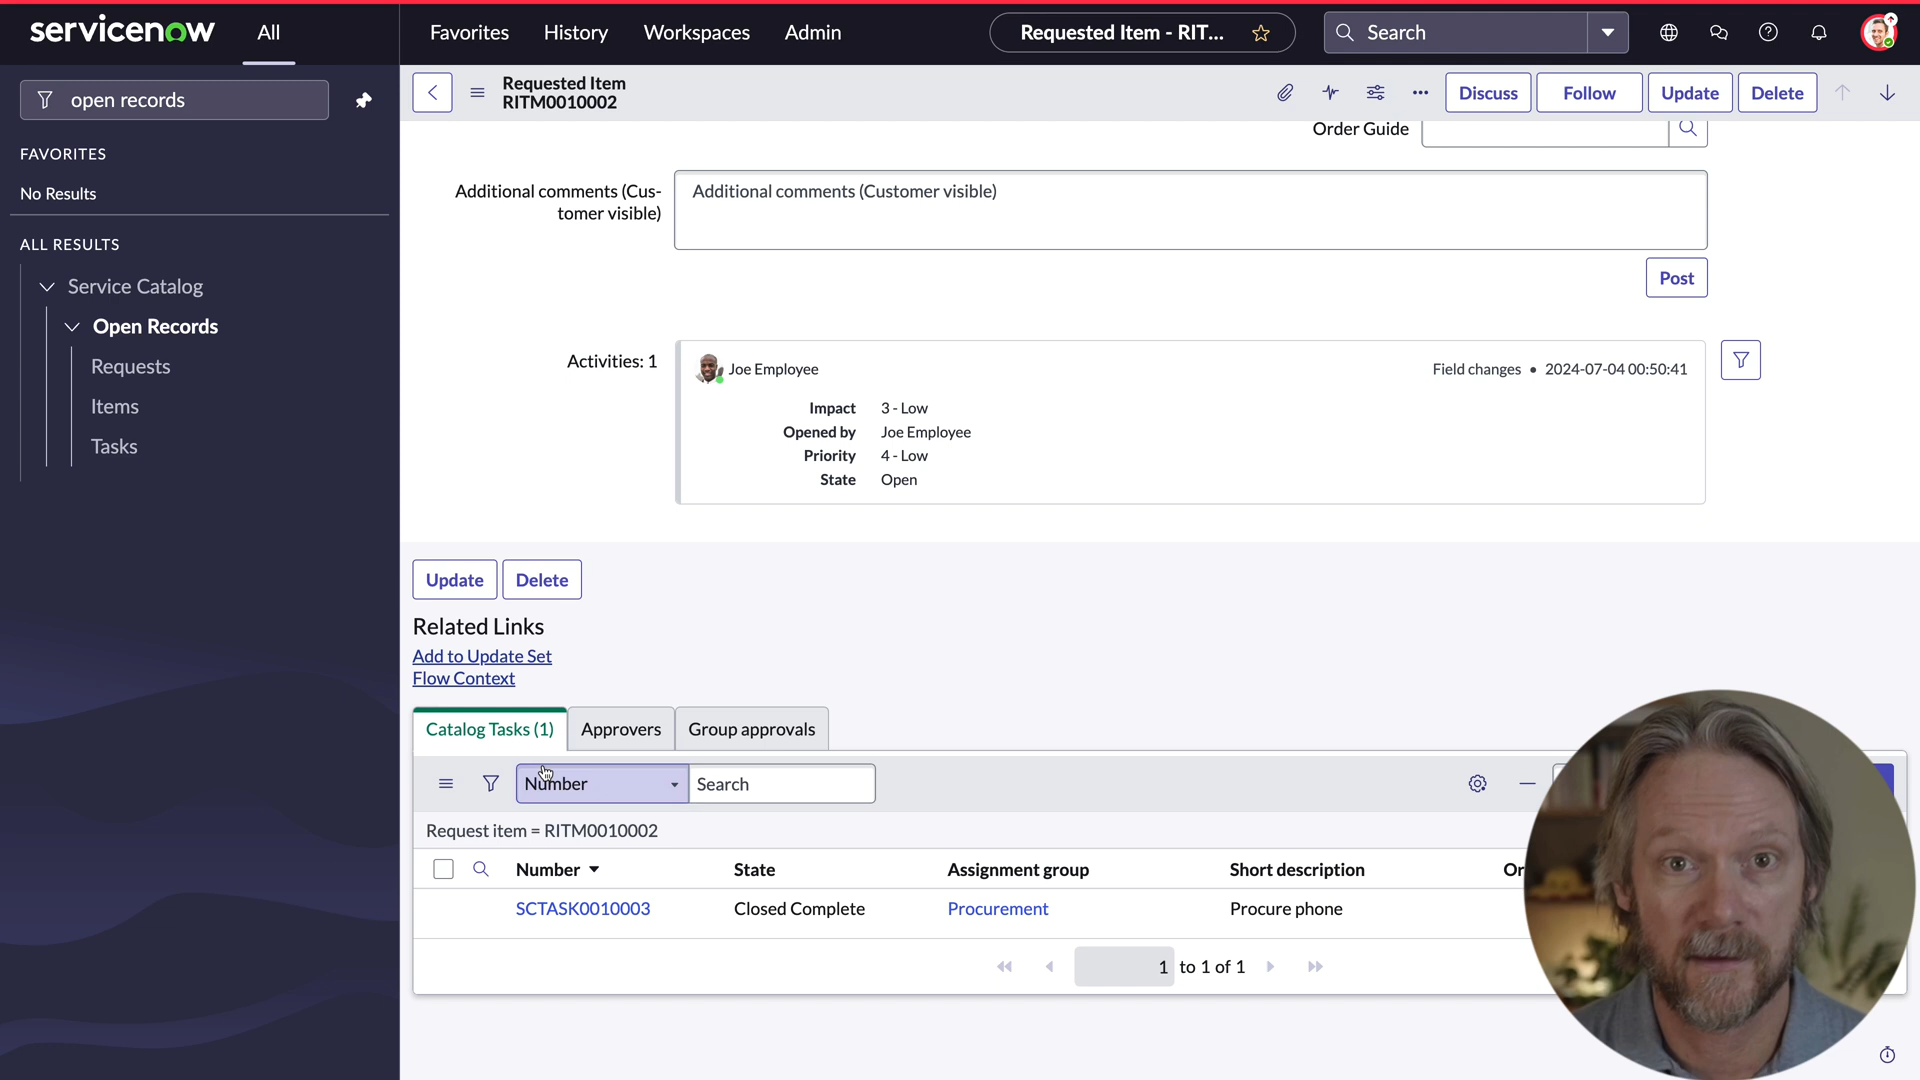 servicenow
All
Favorites
History
Workspaces
Admin
Requested Item - RIT...
Search
open records
FAVORITES
No Results
ALL RESULTS
Service Catalog
Open Records
Requests
Items
Tasks
Requested Item
RITM0010002
Discuss
Follow
Update
Delete
Order Guide
Additional comments (Cus-
tomer visible)
Additional comments (Customer visible)
Post
Activities: 1
Joe Employee
Field changes • 2024-07-04 00:50:41
Impact 3 - Low
Opened by Joe Employee
Priority 4 - Low
State Open
Update
Delete
Related Links
Add to Update Set
Flow Context
Catalog Tasks (1)
Approvers
Group approvals
Number
Search
Request item = RITM0010002
Number State Assignment group Short description Or
SCTASK0010003 Closed Complete Procurement Procure phone
1 to 1 of 1